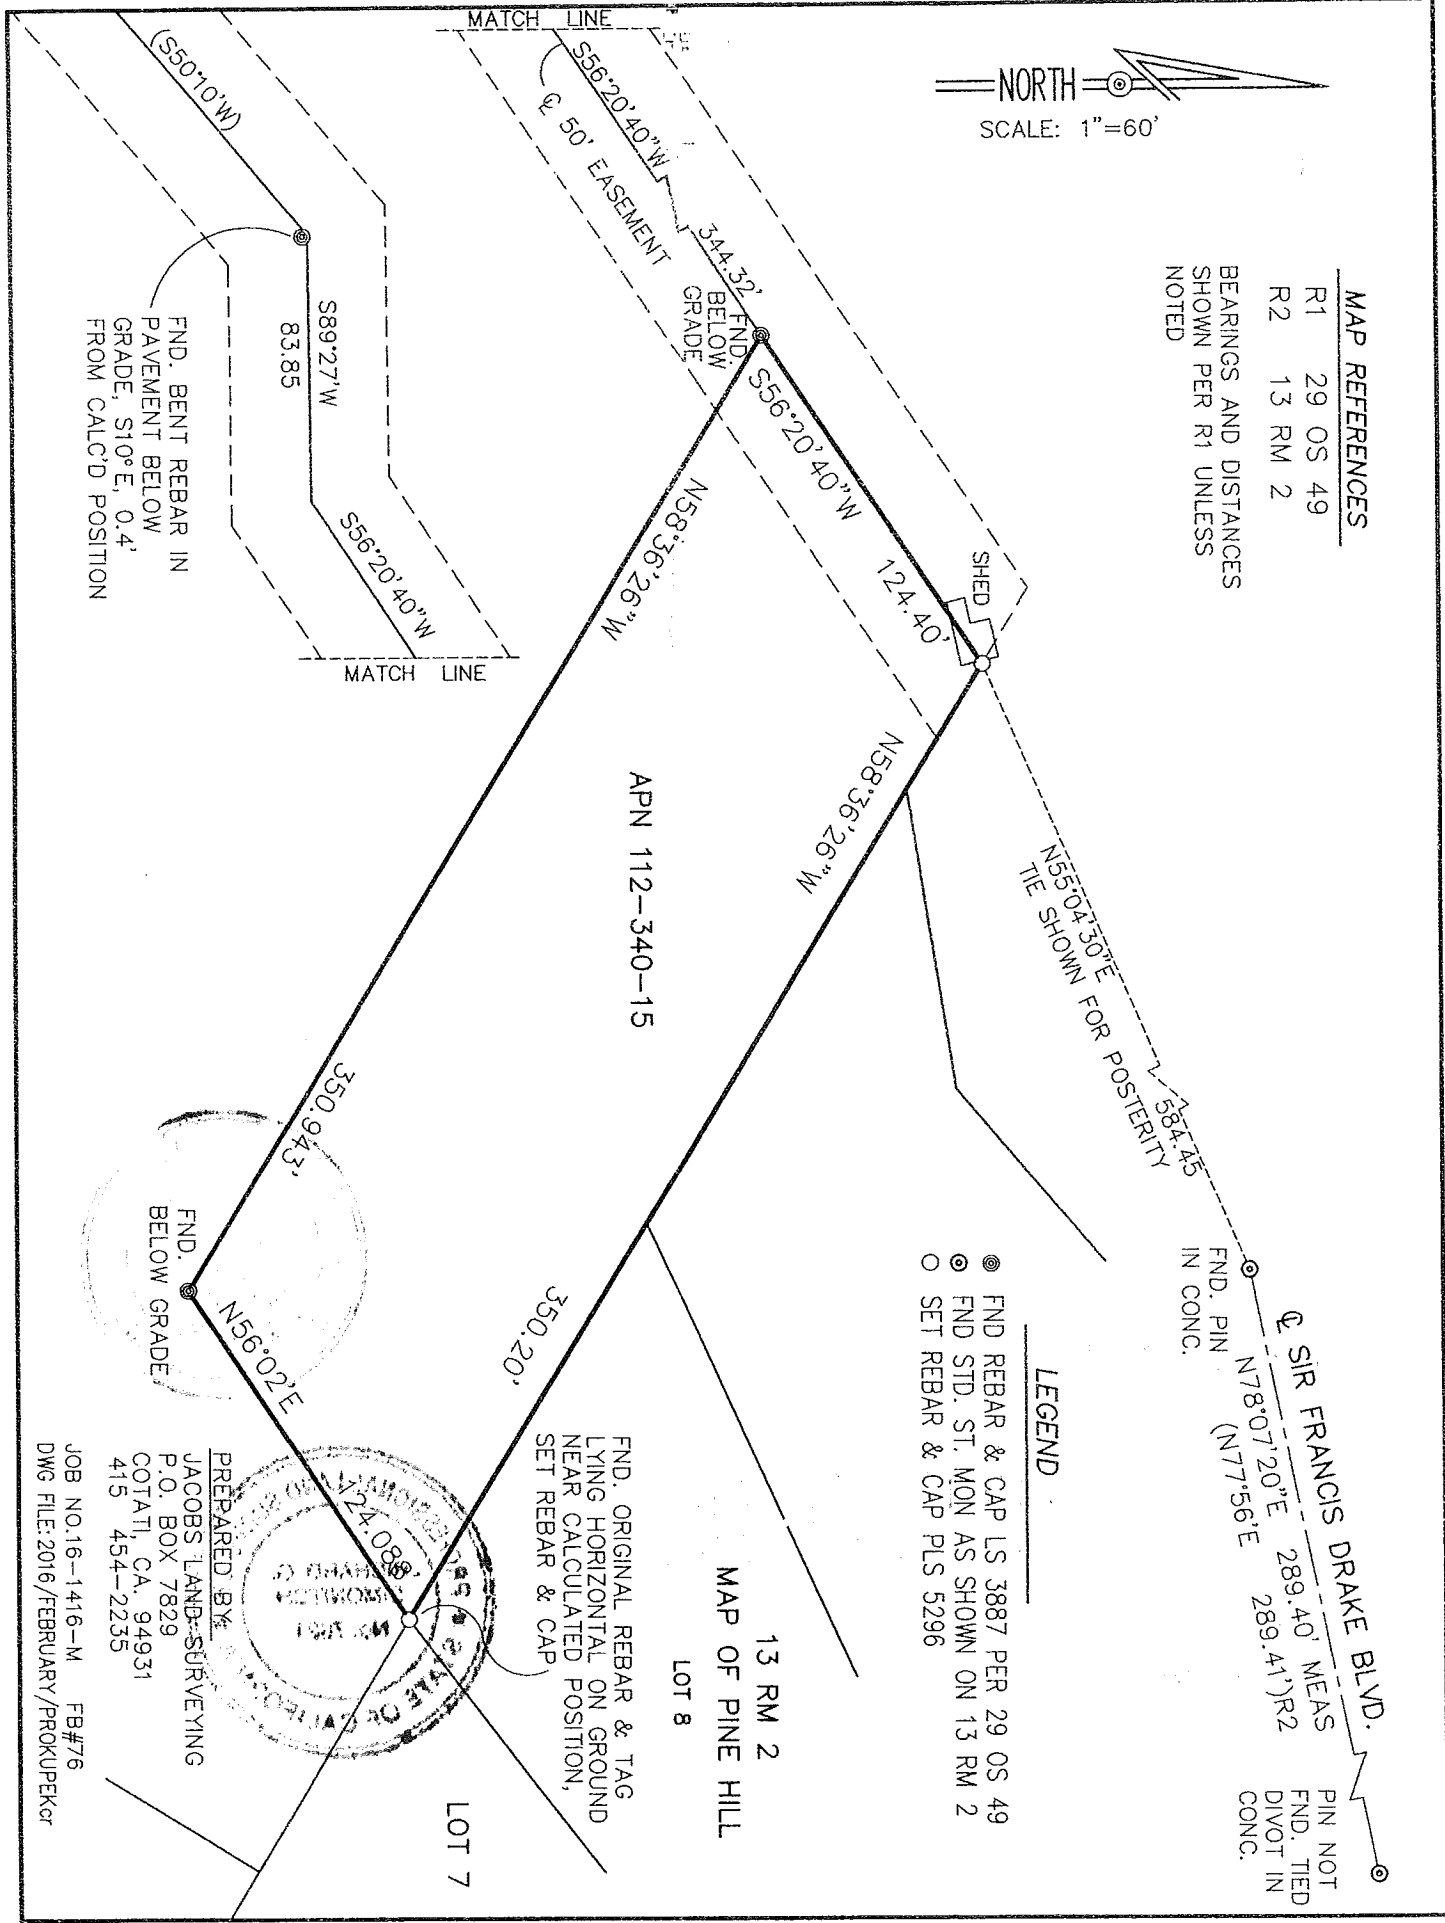 NORTH
SCALE: 1"=60'
MAP REFERENCES
R1 29 OS 49
R2 13 RM 2
BEARINGS AND DISTANCES
SHOWN PER R1 UNLESS
NOTED
MATCH LINE
S56°20'40"W
℄ 50' EASEMENT
344.32'
FND.
BELOW
GRADE
S56°20'40"W
124.40'
SHED
(S50°10'W)
S89°27'W
83.85
S56°20'40"W
MATCH LINE
FND. BENT REBAR IN
PAVEMENT BELOW
GRADE, S10°E, 0.4'
FROM CALC'D POSITION
N58°36'26"W
350.943'
N58°36'26"W
350.20'
APN 112-340-15
N55°04'30"E
584.45
TIE SHOWN FOR POSTERITY
FND. PIN
IN CONC.
℄ SIR FRANCIS DRAKE BLVD.
N78°07'20"E 289.40' MEAS
(N77°56'E 289.41')R2
PIN NOT
FND. TIED
DIVOT IN
CONC.
LEGEND
FND REBAR & CAP LS 3887 PER 29 OS 49
FND STD. ST. MON AS SHOWN ON 13 RM 2
SET REBAR & CAP PLS 5296
13 RM 2
MAP OF PINE HILL
LOT 8
FND. ORIGINAL REBAR & TAG
LYING HORIZONTAL ON GROUND
NEAR CALCULATED POSITION,
SET REBAR & CAP
LOT 7
FND.
BELOW GRADE
N56°02'E
124.088'
STATE OF CALIFORNIA
PREPARED BY:
JACOBS LAND SURVEYING
P.O. BOX 7829
COTATI, CA. 94931
415 454-2235
JOB NO.16-1416-M FB#76
DWG FILE:2016/FEBRUARY/PROKUPEKcr